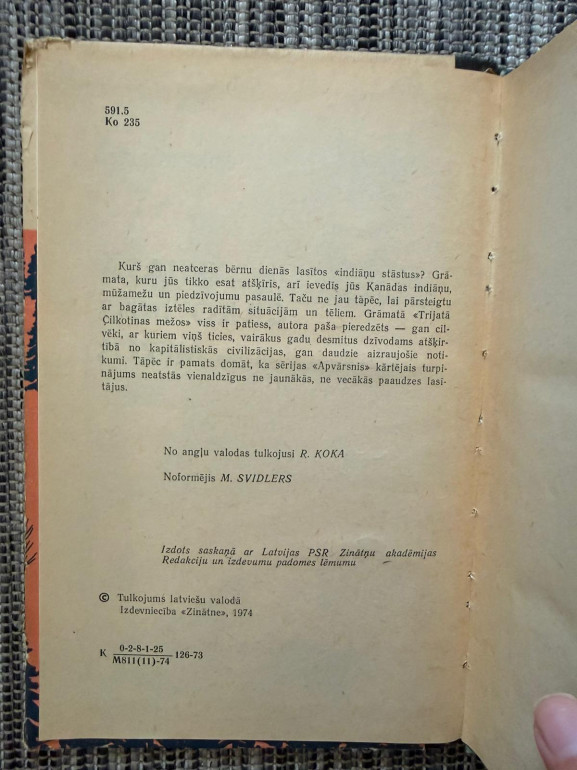 591.5
Ko 235
Kurš gan neatceras bērnu dienās lasītos «indiāņu stāstus»? Grā-
mata, kuru jūs tikko esat atšķīris, arī ievedīs jūs Kanādas indiāņu,
mūžamežu un piedzīvojumu pasaulē. Taču ne jau tāpēc, lai pārsteigtu
ar bagātas iztēles radītām situācijām un tēliem. Grāmatā «Trijatā
Čilkotinas mežos» viss ir patiess, autora paša pieredzēts — gan cil-
vēki, ar kuriem viņš ticies, vairākus gadu desmitus dzīvodams atšķir-
tībā no kapitālistiskās civilizācijas, gan daudzie aizraujošie noti-
kumi. Tāpēc ir pamats domāt, ka sērijas «Apvārsnis» kārtējais turpi-
nājums neatstās vienaldzīgus ne jaunākās, ne vecākās paaudzes lasī-
tājus.
No angļu valodas tulkojusi R. KOKA
Noformējis M. SVIDLERS
Izdots saskaņā ar Latvijas PSR Zinātņu akadēmijas
Redakciju un izdevumu padomes lēmumu
© Tulkojums latviešu valodā
Izdevniecība «Zinātne», 1974
K 0-2-8-1-25
M811(11)-74 126-73